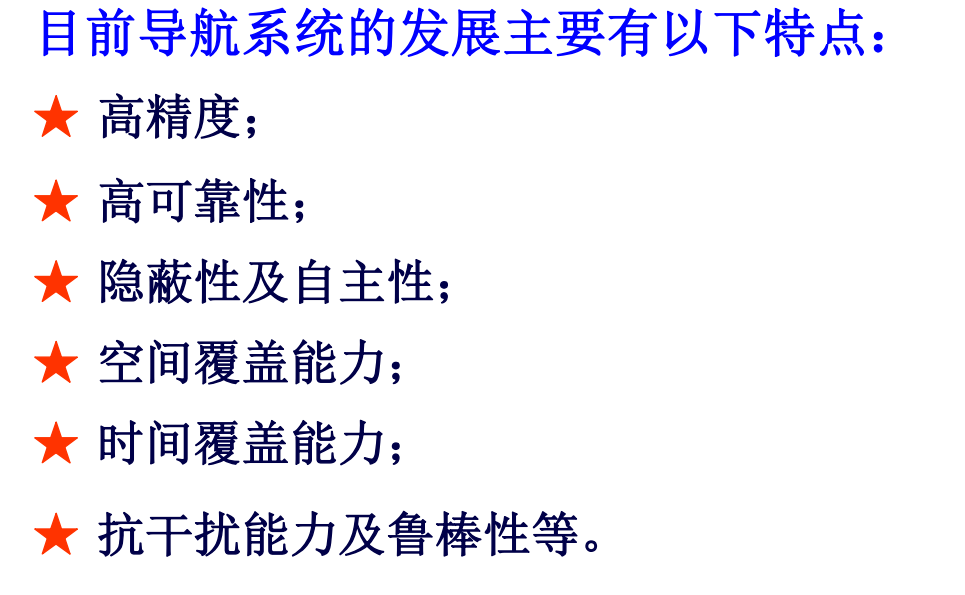 目前导航系统的发展主要有以下特点：
★ 高精度；
★ 高可靠性；
★ 隐蔽性及自主性；
★ 空间覆盖能力；
★ 时间覆盖能力；
★ 抗干扰能力及鲁棒性等。